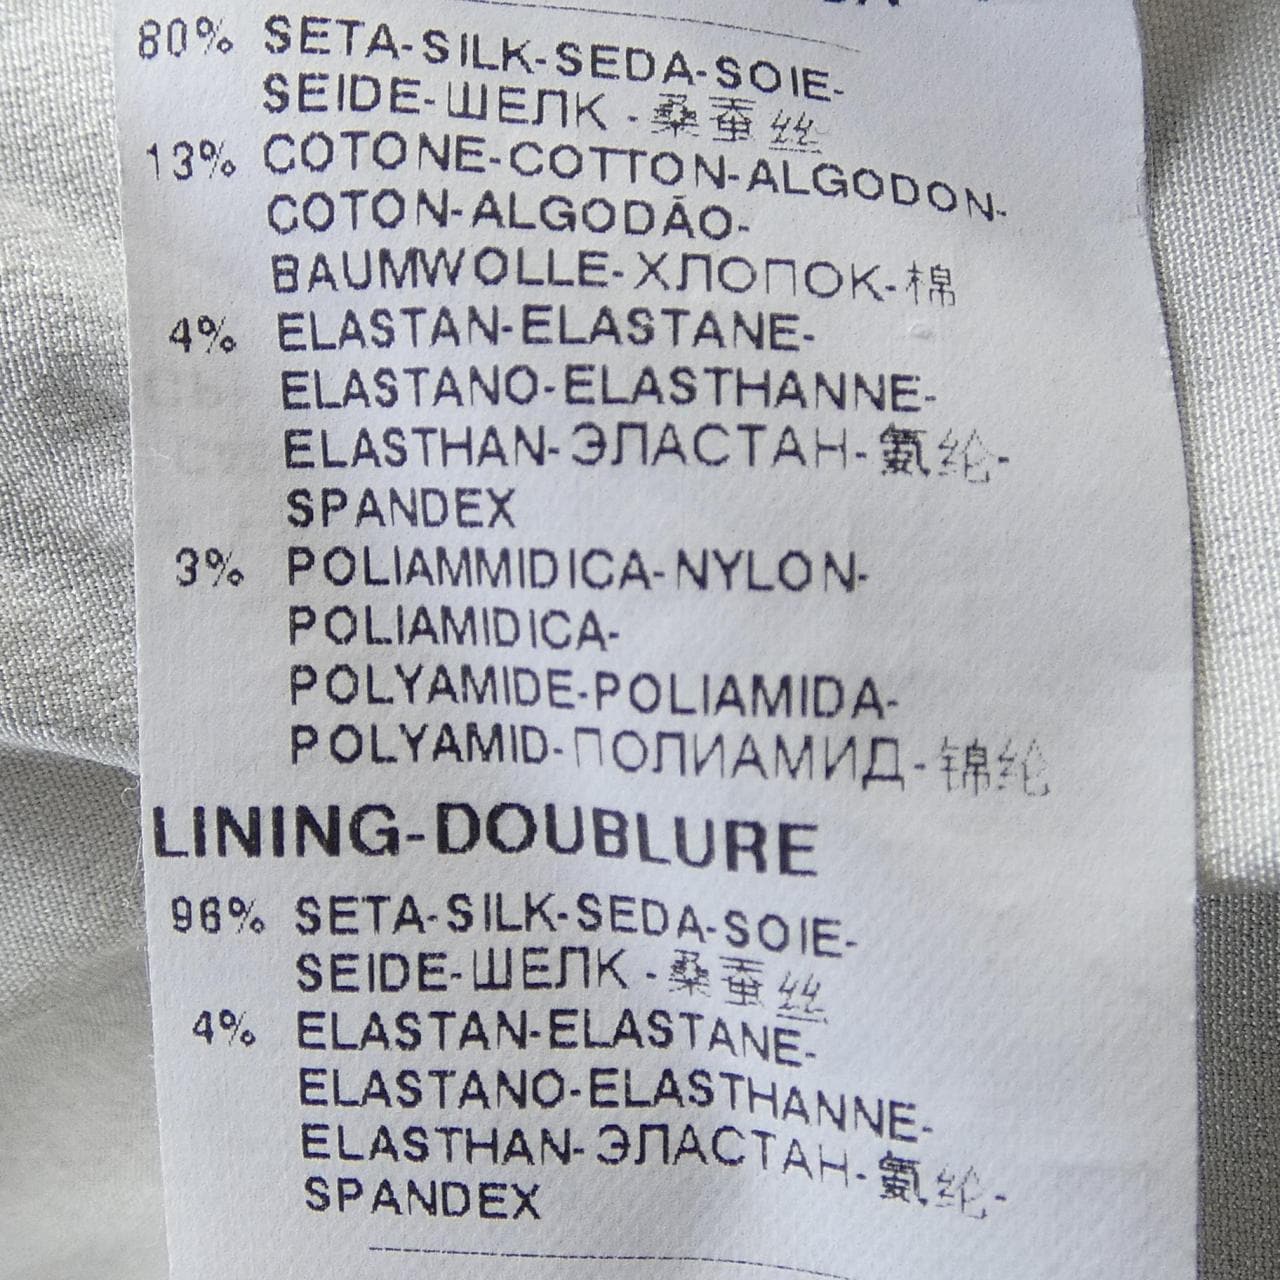 80% SETA-SILK-SEDA-SOIE-
SEIDE-ШЕЛК-桑蚕丝
13% COTONE-COTTON-ALGODON-
COTON-ALGODÃO-
BAUMWOLLE-ХЛОПОК-棉
4% ELASTAN-ELASTANE-
ELASTANO-ELASTHANNE-
ELASTHAN-ЭЛАСТАН-氨纶-
SPANDEX
3% POLIAMMIDICA-NYLON-
POLIAMIDICA-
POLYAMIDE-POLIAMIDA-
POLYAMID-ПОЛИАМИД-锦纶
LINING-DOUBLURE
96% SETA-SILK-SEDA-SOIE-
SEIDE-ШЕЛК-桑蚕丝
4% ELASTAN-ELASTANE-
ELASTANO-ELASTHANNE-
ELASTHAN-ЭЛАСТАН-氨纶-
SPANDEX